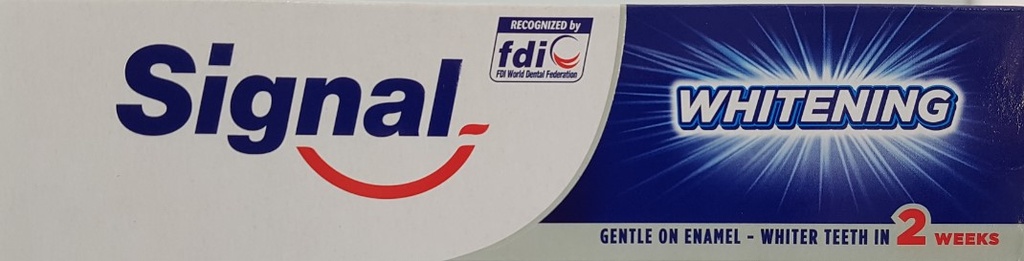 Signal
RECOGNIZED by
fdi
FDI World Dental Federation
WHITENING
GENTLE ON ENAMEL - WHITER TEETH IN 2 WEEKS